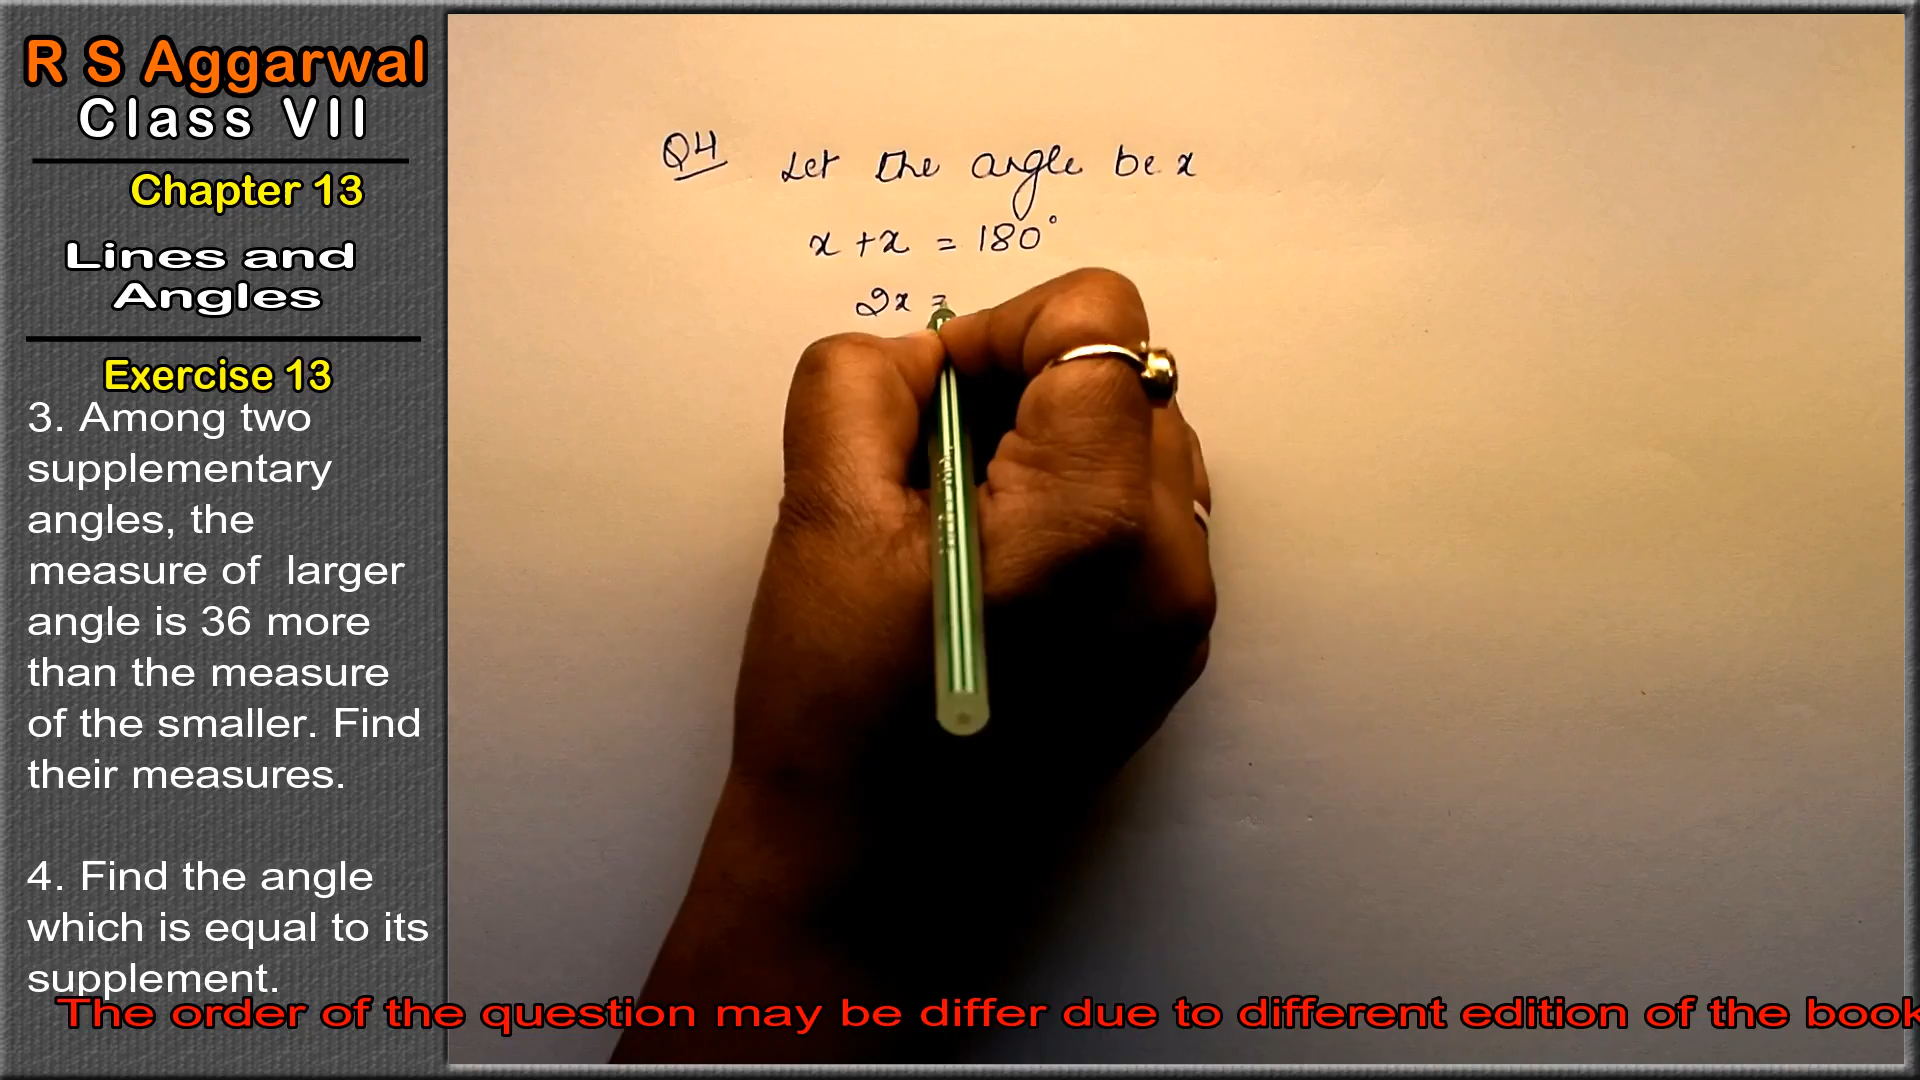 R S Aggarwal
Class VII
Chapter 13
Lines and
Angles
Exercise 13
3. Among two
supplementary
angles, the
measure of larger
angle is 36 more
than the measure
of the smaller. Find
their measures.
4. Find the angle
which is equal to its
supplement.
Q4 Let the angle be x
x + x = 180°
2x =
The order of the question may be differ due to different edition of the book